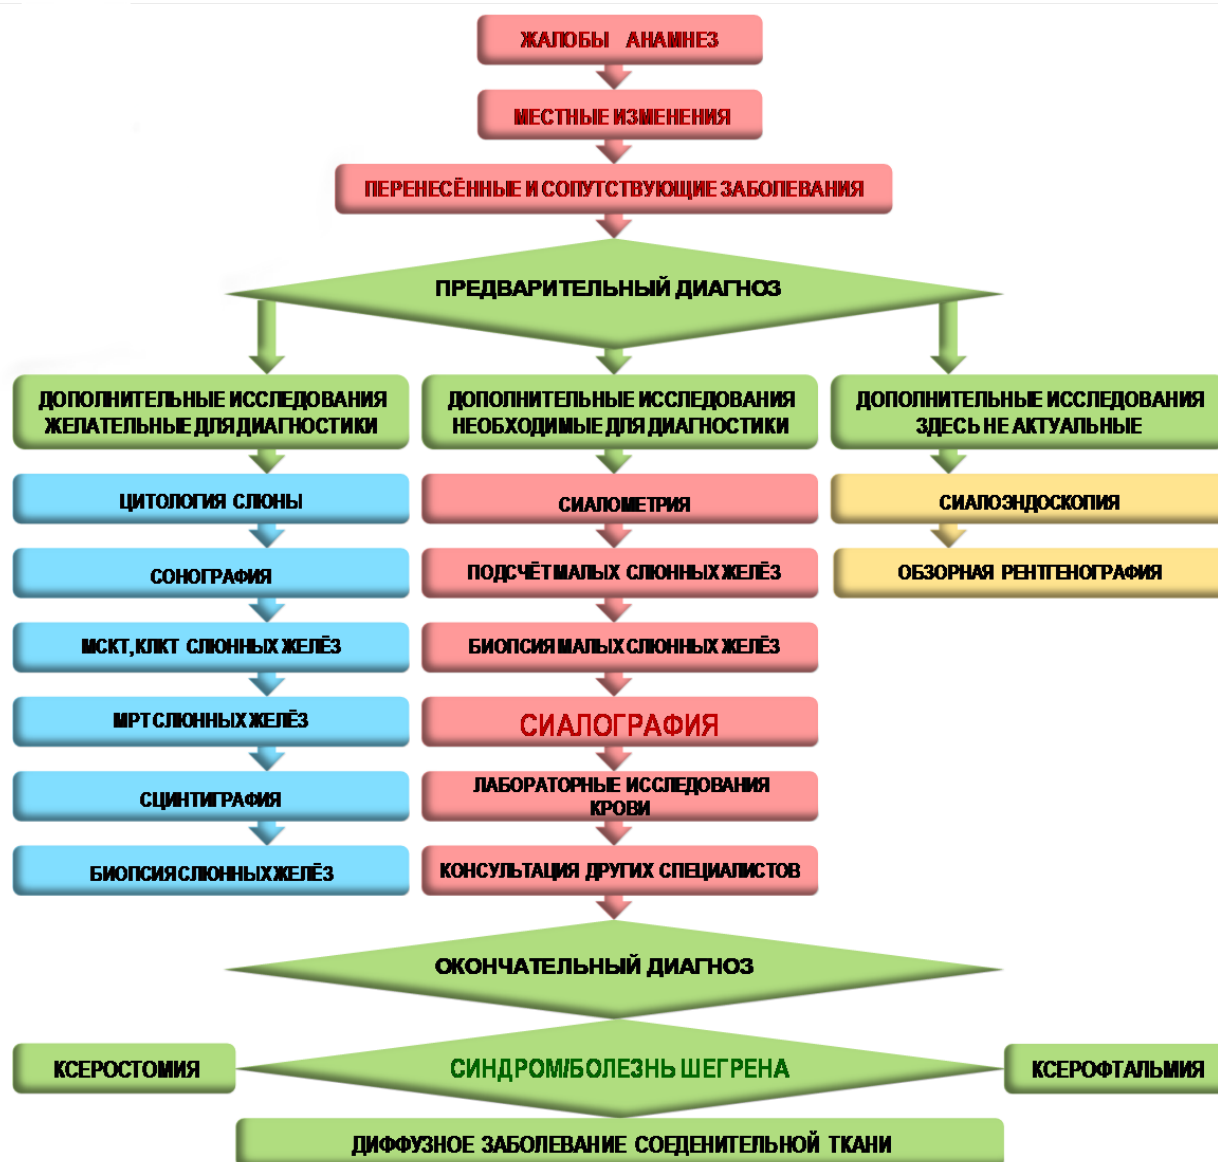 ЖАЛОБЫ АНАМНЕЗ
МЕСТНЫЕ ИЗМЕНЕНИЯ
ПЕРЕНЕСЁННЫЕ И СОПУТСТВУЮЩИЕ ЗАБОЛЕВАНИЯ
ПРЕДВАРИТЕЛЬНЫЙ ДИАГНОЗ
ДОПОЛНИТЕЛЬНЫЕ ИССЛЕДОВАНИЯ
ЖЕЛАТЕЛЬНЫЕ ДЛЯ ДИАГНОСТИКИ
ЦИТОЛОГИЯ СЛЮНЫ
СОНОГРАФИЯ
МСКТ, КЛКТ СЛЮННЫХ ЖЕЛЁЗ
МРТ СЛЮННЫХ ЖЕЛЁЗ
СЦИНТИГРАФИЯ
БИОПСИЯ СЛЮННЫХ ЖЕЛЁЗ
ДОПОЛНИТЕЛЬНЫЕ ИССЛЕДОВАНИЯ
НЕОБХОДИМЫЕ ДЛЯ ДИАГНОСТИКИ
СИАЛОМЕТРИЯ
ПОДСЧЁТ МАЛЫХ СЛЮННЫХ ЖЕЛЁЗ
БИОПСИЯ МАЛЫХ СЛЮННЫХ ЖЕЛЁЗ
СИАЛОГРАФИЯ
ЛАБОРАТОРНЫЕ ИССЛЕДОВАНИЯ
КРОВИ
КОНСУЛЬТАЦИЯ ДРУГИХ СПЕЦИАЛИСТОВ
ДОПОЛНИТЕЛЬНЫЕ ИССЛЕДОВАНИЯ
ЗДЕСЬ НЕ АКТУАЛЬНЫЕ
СИАЛОЭНДОСКОПИЯ
ОБЗОРНАЯ РЕНТГЕНОГРАФИЯ
ОКОНЧАТЕЛЬНЫЙ ДИАГНОЗ
КСЕРОСТОМИЯ
СИНДРОМ/БОЛЕЗНЬ ШЕГРЕНА
КСЕРОФТАЛЬМИЯ
ДИФФУЗНОЕ ЗАБОЛЕВАНИЕ СОЕДЕНИТЕЛЬНОЙ ТКАНИ